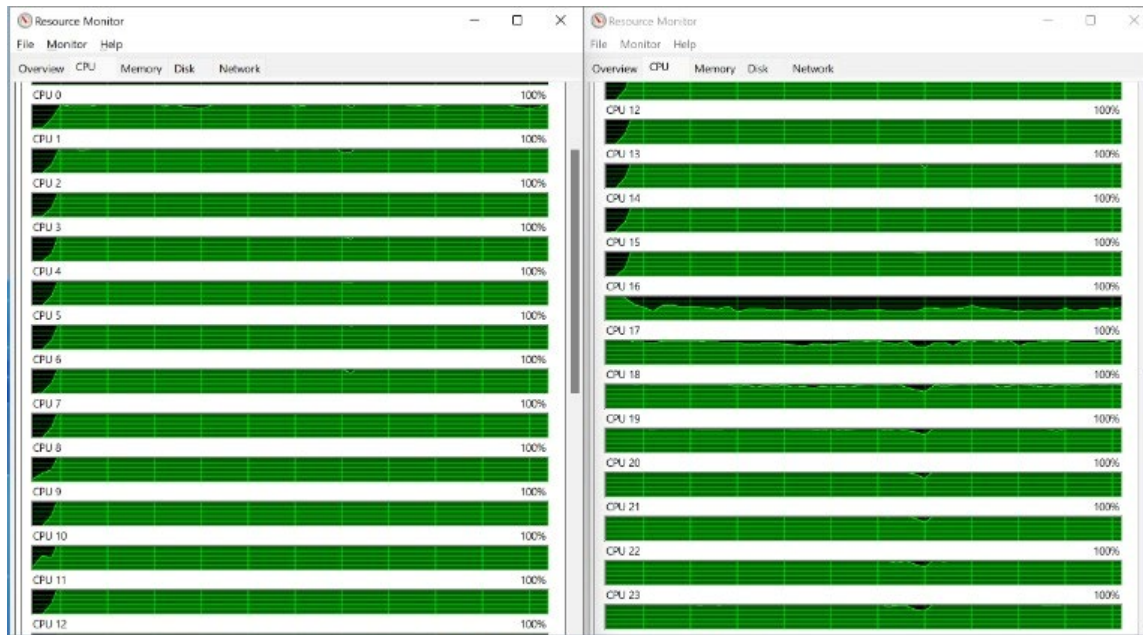 Resource Monitor
File Monitor Help
Overview CPU Memory Disk Network
CPU 0 100%
CPU 1 100%
CPU 2 100%
CPU 3 100%
CPU 4 100%
CPU 5 100%
CPU 6 100%
CPU 7 100%
CPU 8 100%
CPU 9 100%
CPU 10 100%
CPU 11 100%
CPU 12 100%
Resource Monitor
File Monitor Help
Overview CPU Memory Disk Network
CPU 12 100%
CPU 13 100%
CPU 14 100%
CPU 15 100%
CPU 16 100%
CPU 17 100%
CPU 18 100%
CPU 19 100%
CPU 20 100%
CPU 21 100%
CPU 22 100%
CPU 23 100%